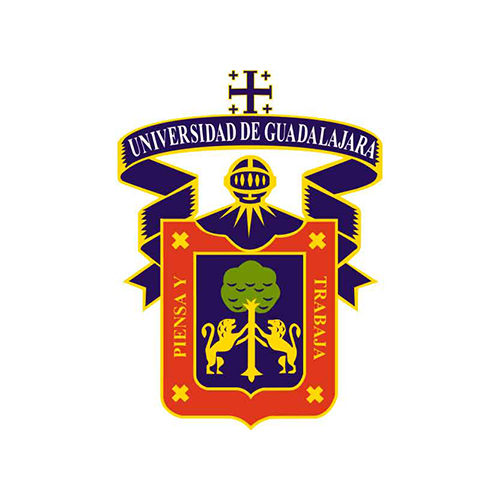 UNIVERSIDAD DE GUADALAJARA
PIENSA Y
TRABAJA